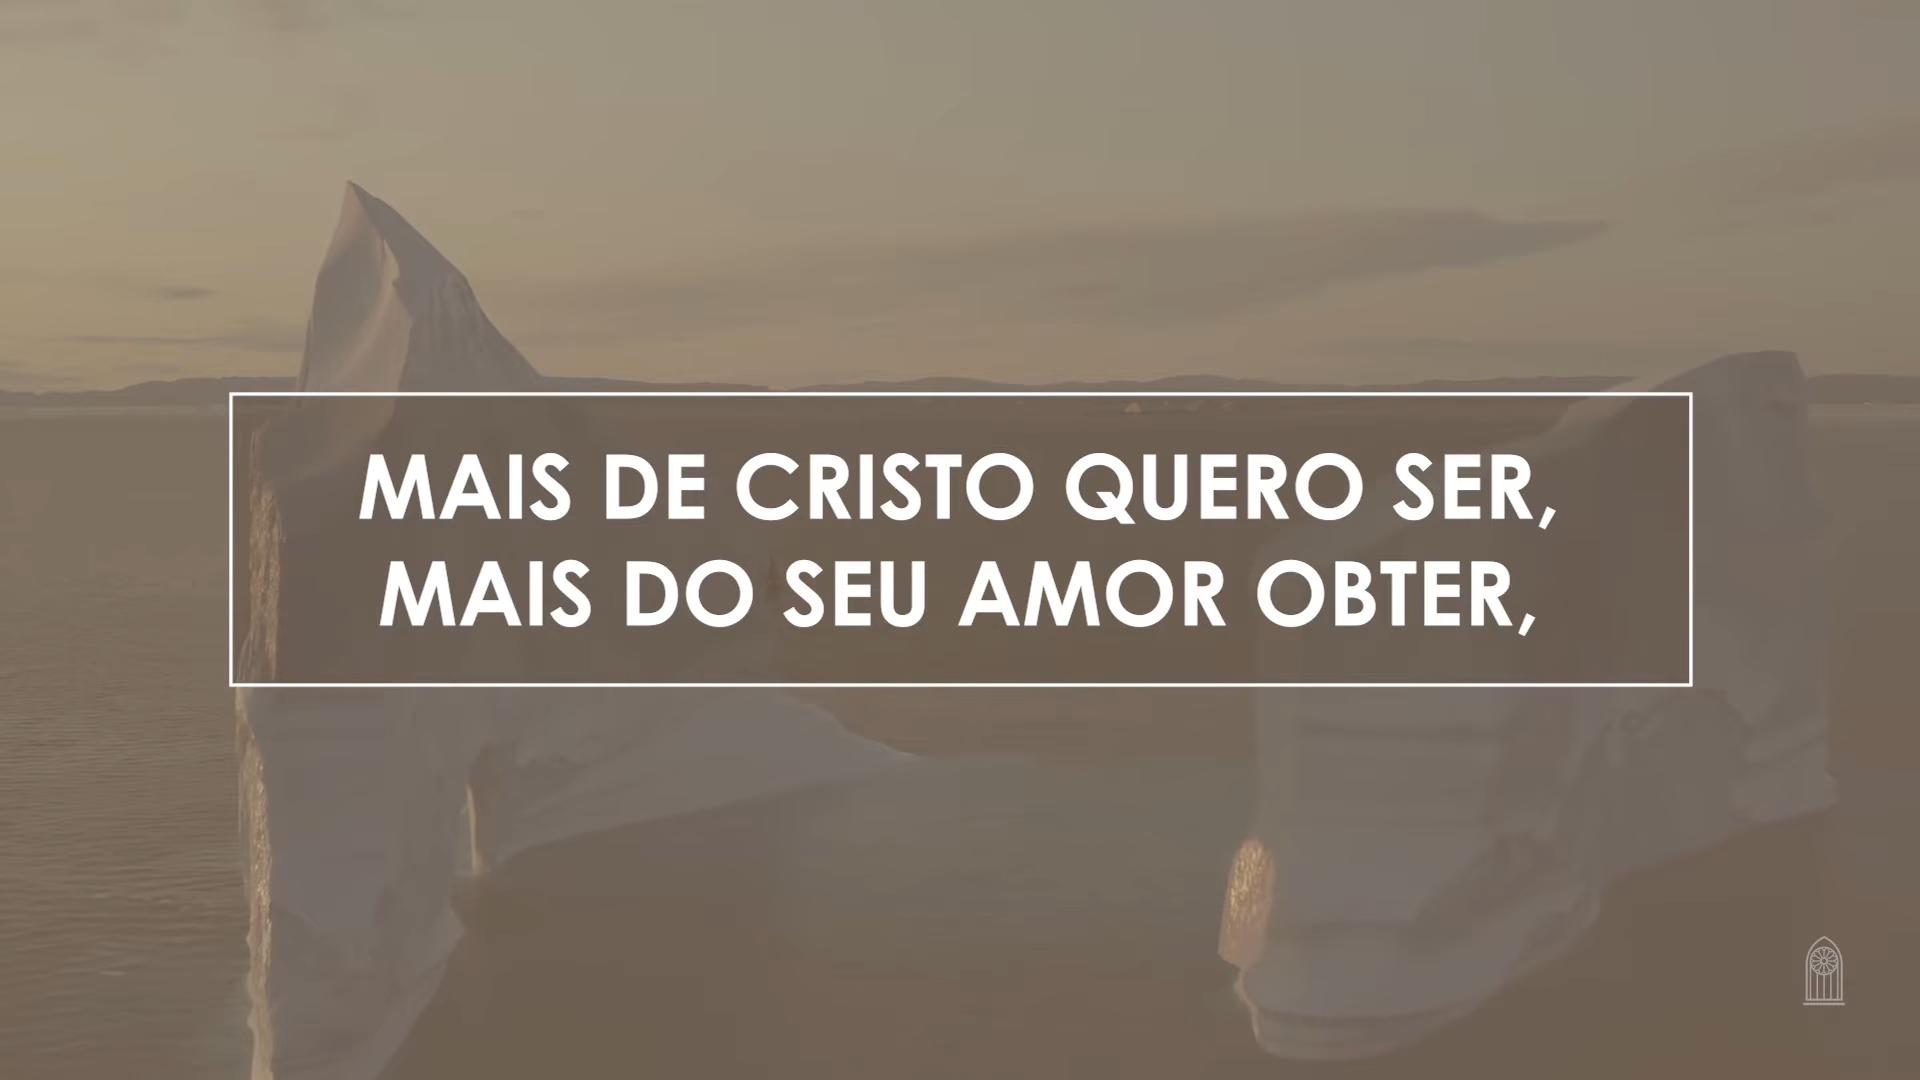 MAIS DE CRISTO QUERO SER,
MAIS DO SEU AMOR OBTER,